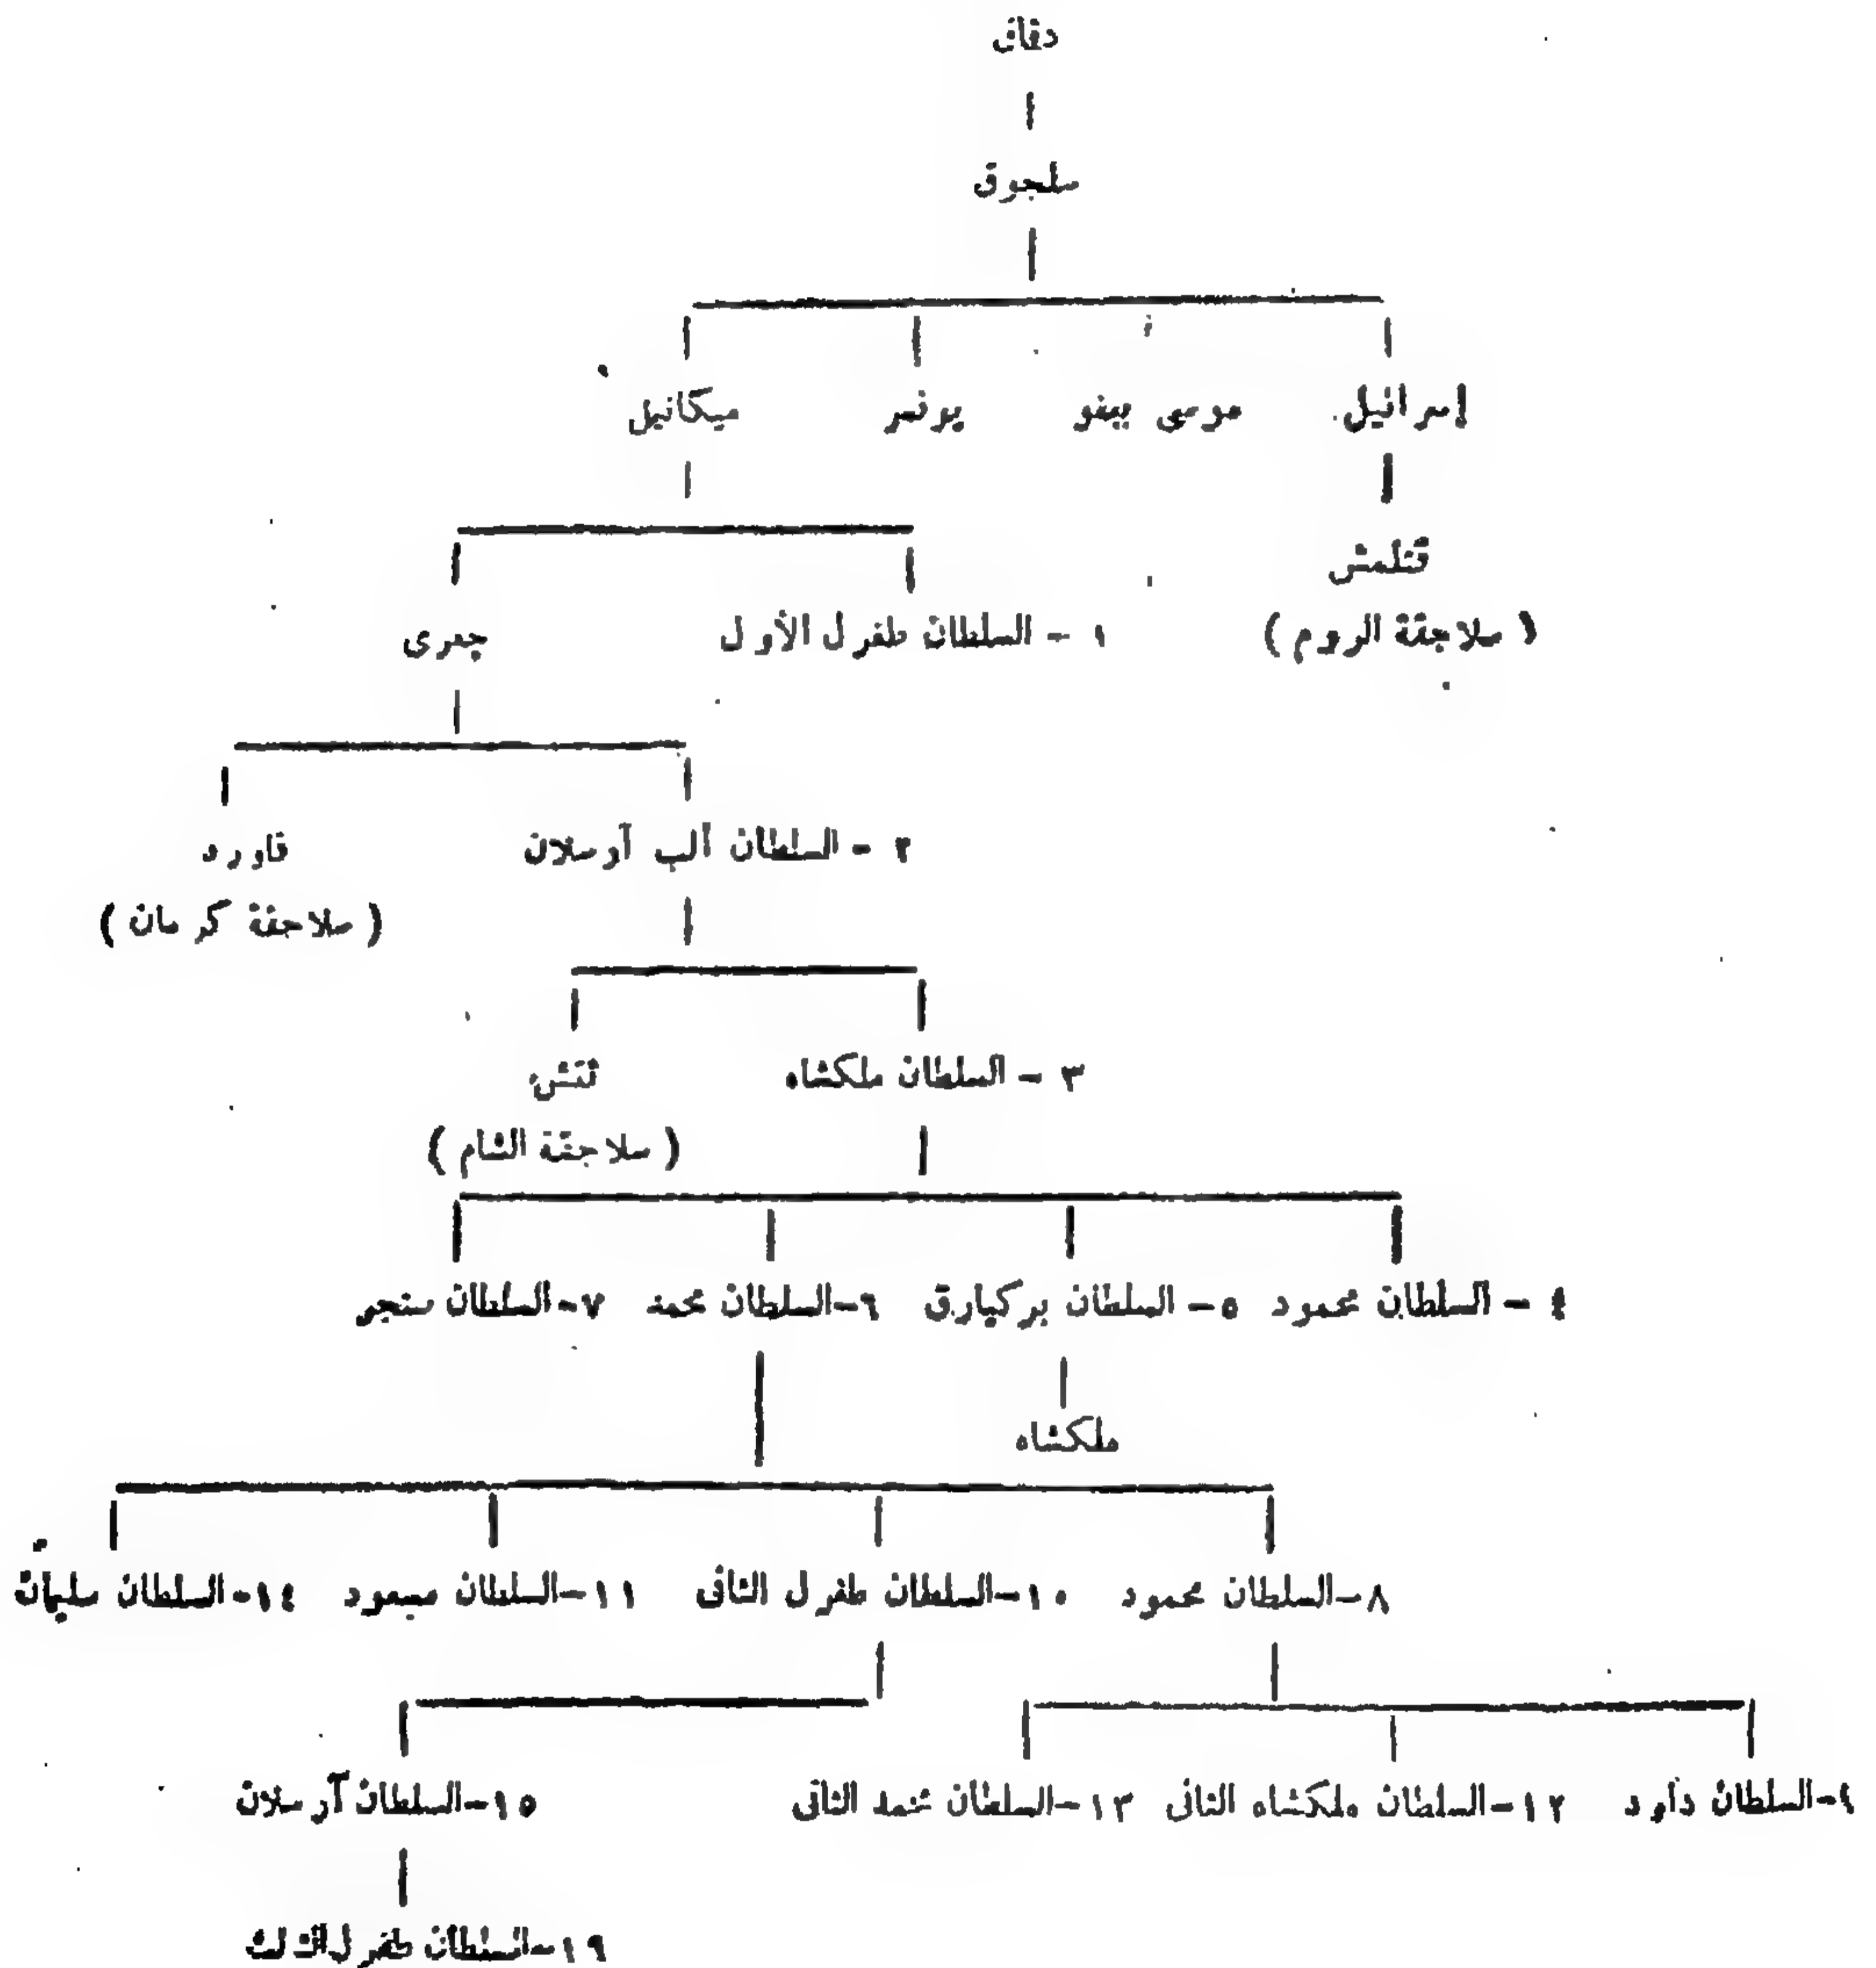 دقاق
سلجوق
إسرائيل موسى بيغو يونس ميكائيل
قتلمش
(سلاجقة الروم) ١ - السلطان طغرل الأول جغرى
٢ - السلطان ألب آرسلان قاورد
(سلاجقة كرمان)
٣ - السلطان ملكشاه تتش
(سلاجقة الشام)
٤ - السلطان محمود ٥ - السلطان بركيارق ٦-السلطان محمد ٧-السلطان سنجر
ملكشاه
٨-السلطان محمود ١٠-السلطان طغرل الثانى ١١-السلطان مسعود ١٤-السلطان سليمان
٩-السلطان داود ١٢-السلطان ملكشاه الثانى ١٣-السلطان محمد الثانى ١٥-السلطان آرسلان
١٦-السلطان طغرل الثالث